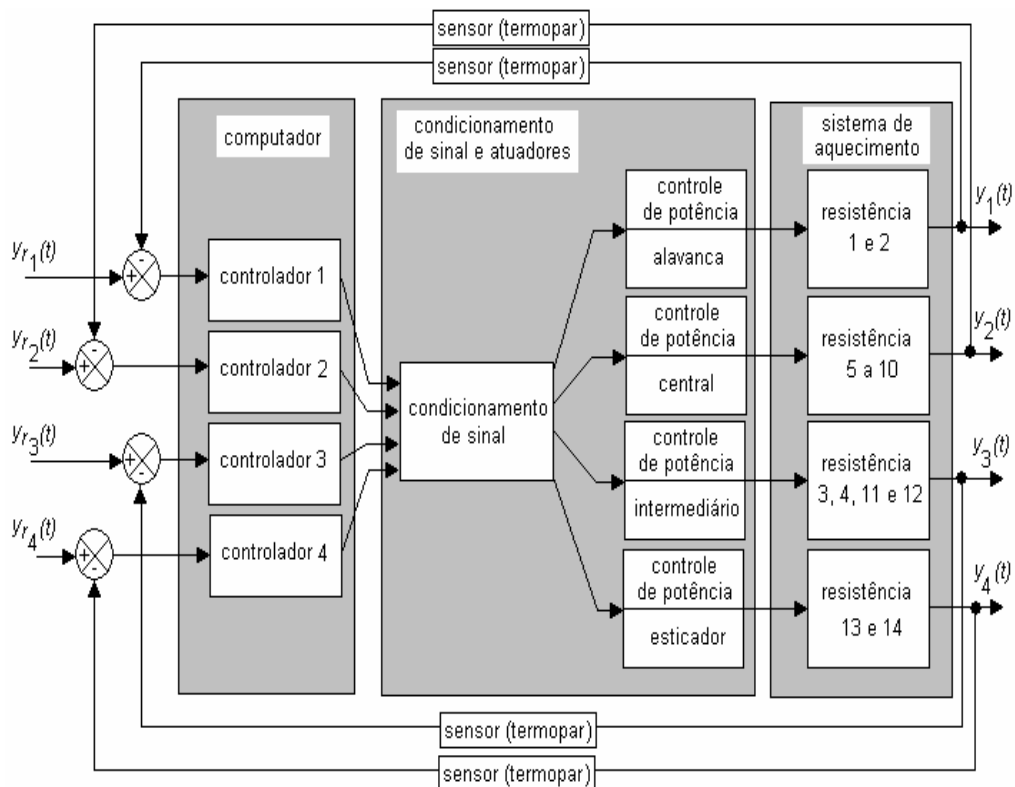 sensor (termopar)
sensor (termopar)
computador
condicionamento
de sinal e atuadores
sistema de
aquecimento
yr1(t)
yr2(t)
yr3(t)
yr4(t)
+
-
+
-
+
-
+
-
controlador 1
controlador 2
controlador 3
controlador 4
condicionamento
de sinal
controle
de potência
alavanca
controle
de potência
central
controle
de potência
intermediário
controle
de potência
esticador
resistência
1 e 2
resistência
5 a 10
resistência
3, 4, 11 e 12
resistência
13 e 14
y1(t)
y2(t)
y3(t)
y4(t)
sensor (termopar)
sensor (termopar)